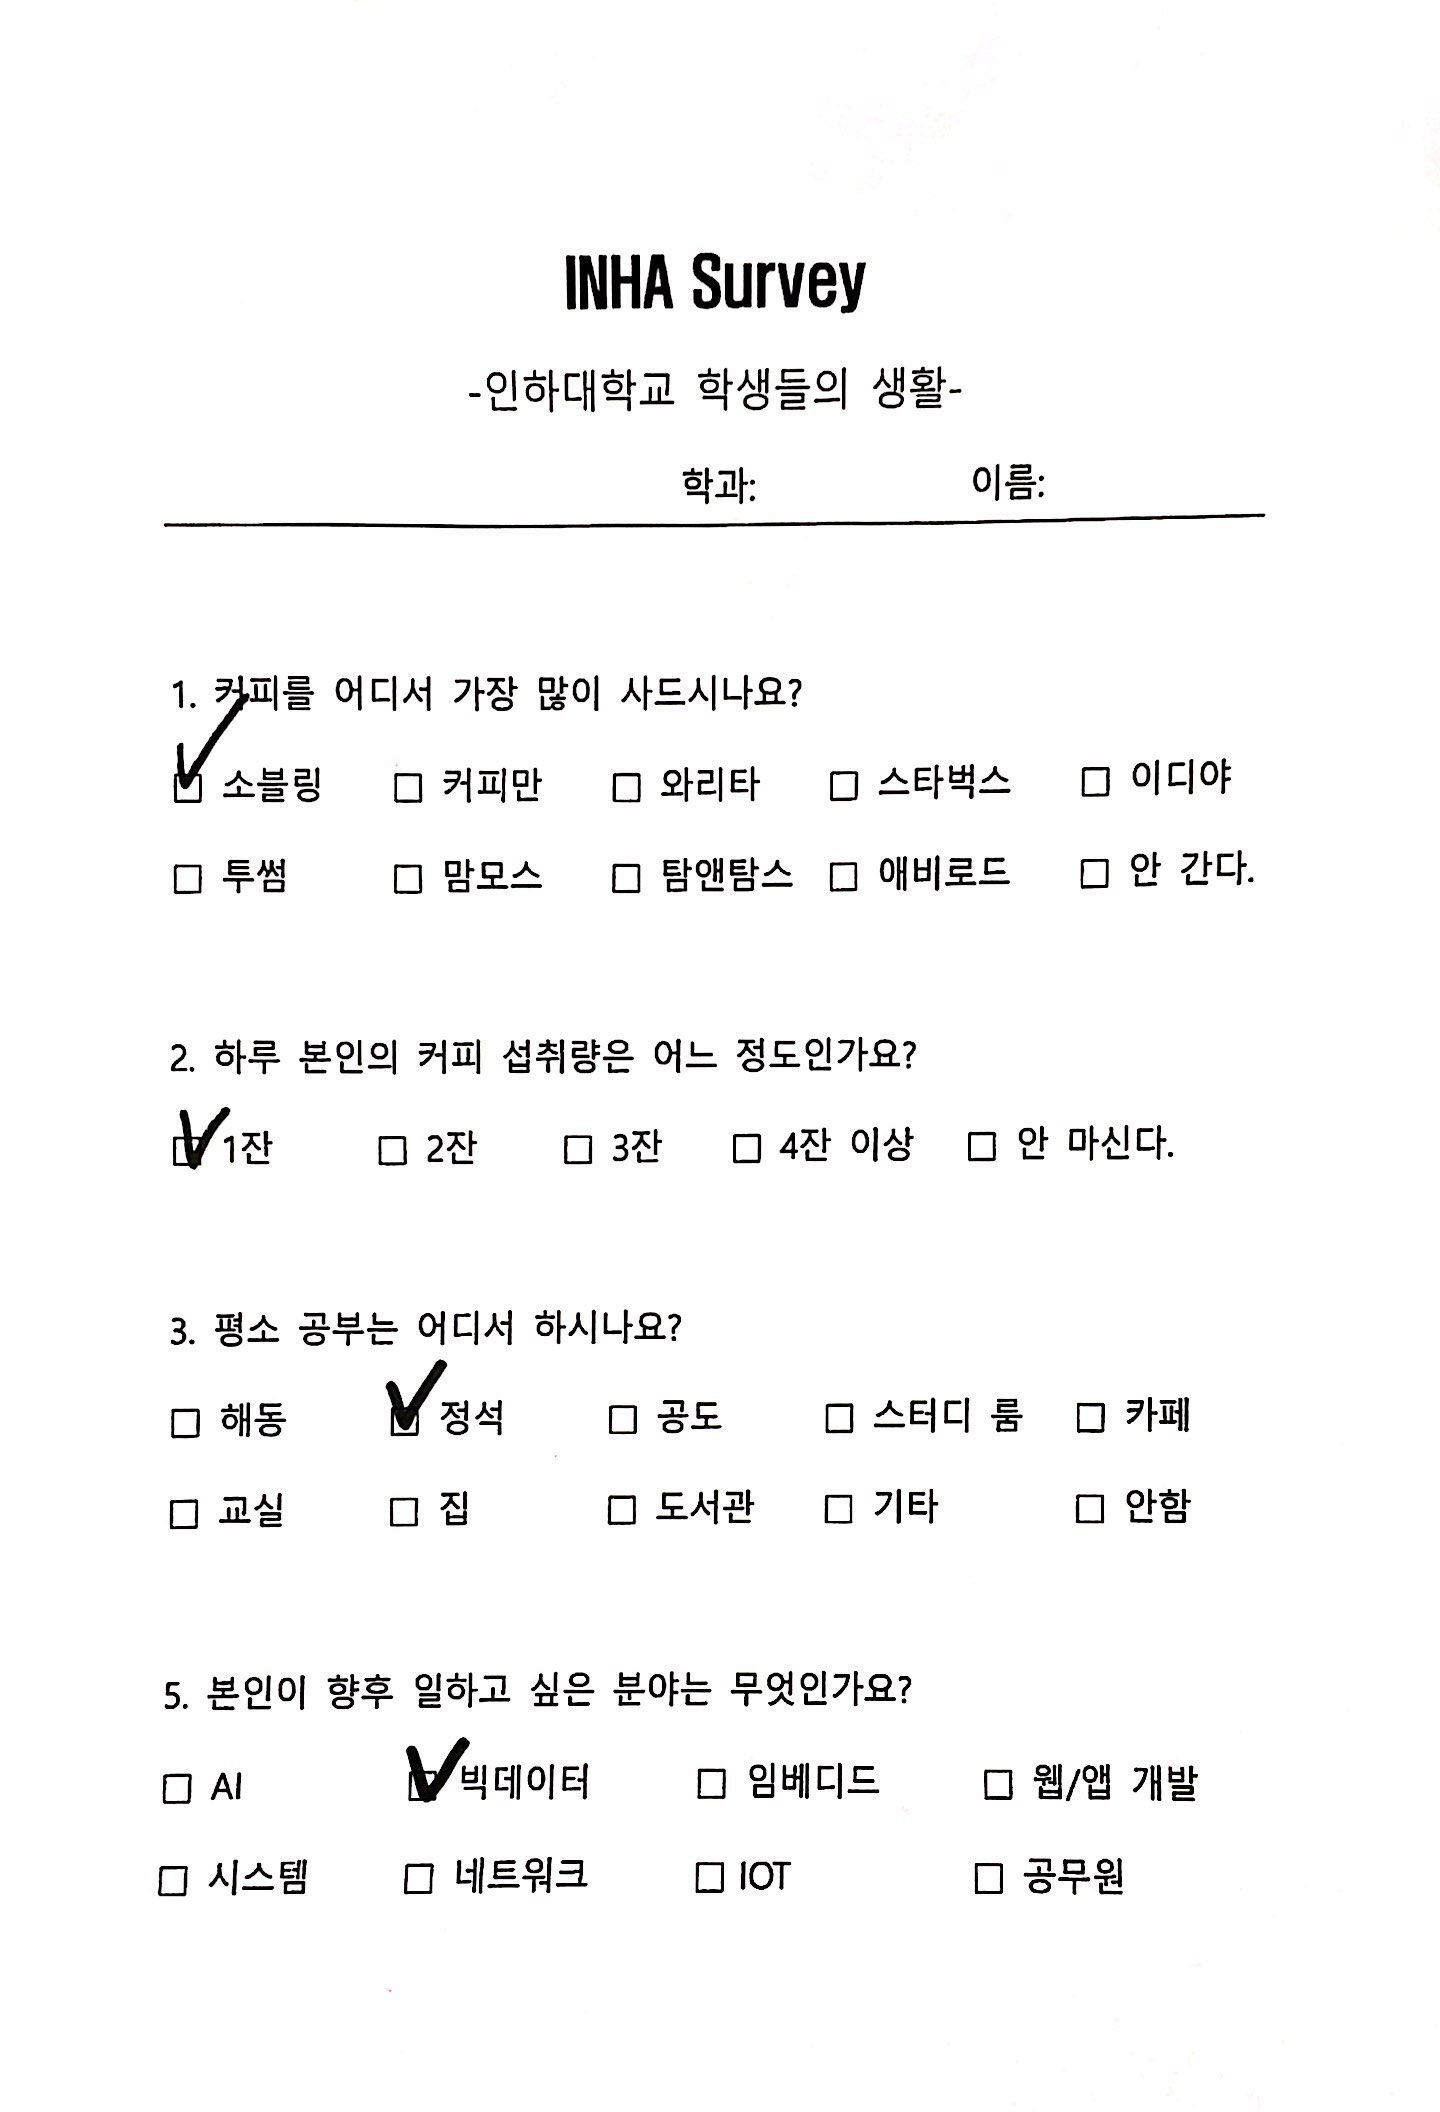 INHA Survey
-인하대학교 학생들의 생활-
학과: 이름:
1. 커피를 어디서 가장 많이 사드시나요?
☑ 소블링 ☐ 커피만 ☐ 와리타 ☐ 스타벅스 ☐ 이디야
☐ 투썸 ☐ 맘모스 ☐ 탐앤탐스 ☐ 애비로드 ☐ 안 간다.
2. 하루 본인의 커피 섭취량은 어느 정도인가요?
☑ 1잔 ☐ 2잔 ☐ 3잔 ☐ 4잔 이상 ☐ 안 마신다.
3. 평소 공부는 어디서 하시나요?
☐ 해동 ☑ 정석 ☐ 공도 ☐ 스터디 룸 ☐ 카페
☐ 교실 ☐ 집 ☐ 도서관 ☐ 기타 ☐ 안함
5. 본인이 향후 일하고 싶은 분야는 무엇인가요?
☐ AI ☑ 빅데이터 ☐ 임베디드 ☐ 웹/앱 개발
☐ 시스템 ☐ 네트워크 ☐ IOT ☐ 공무원